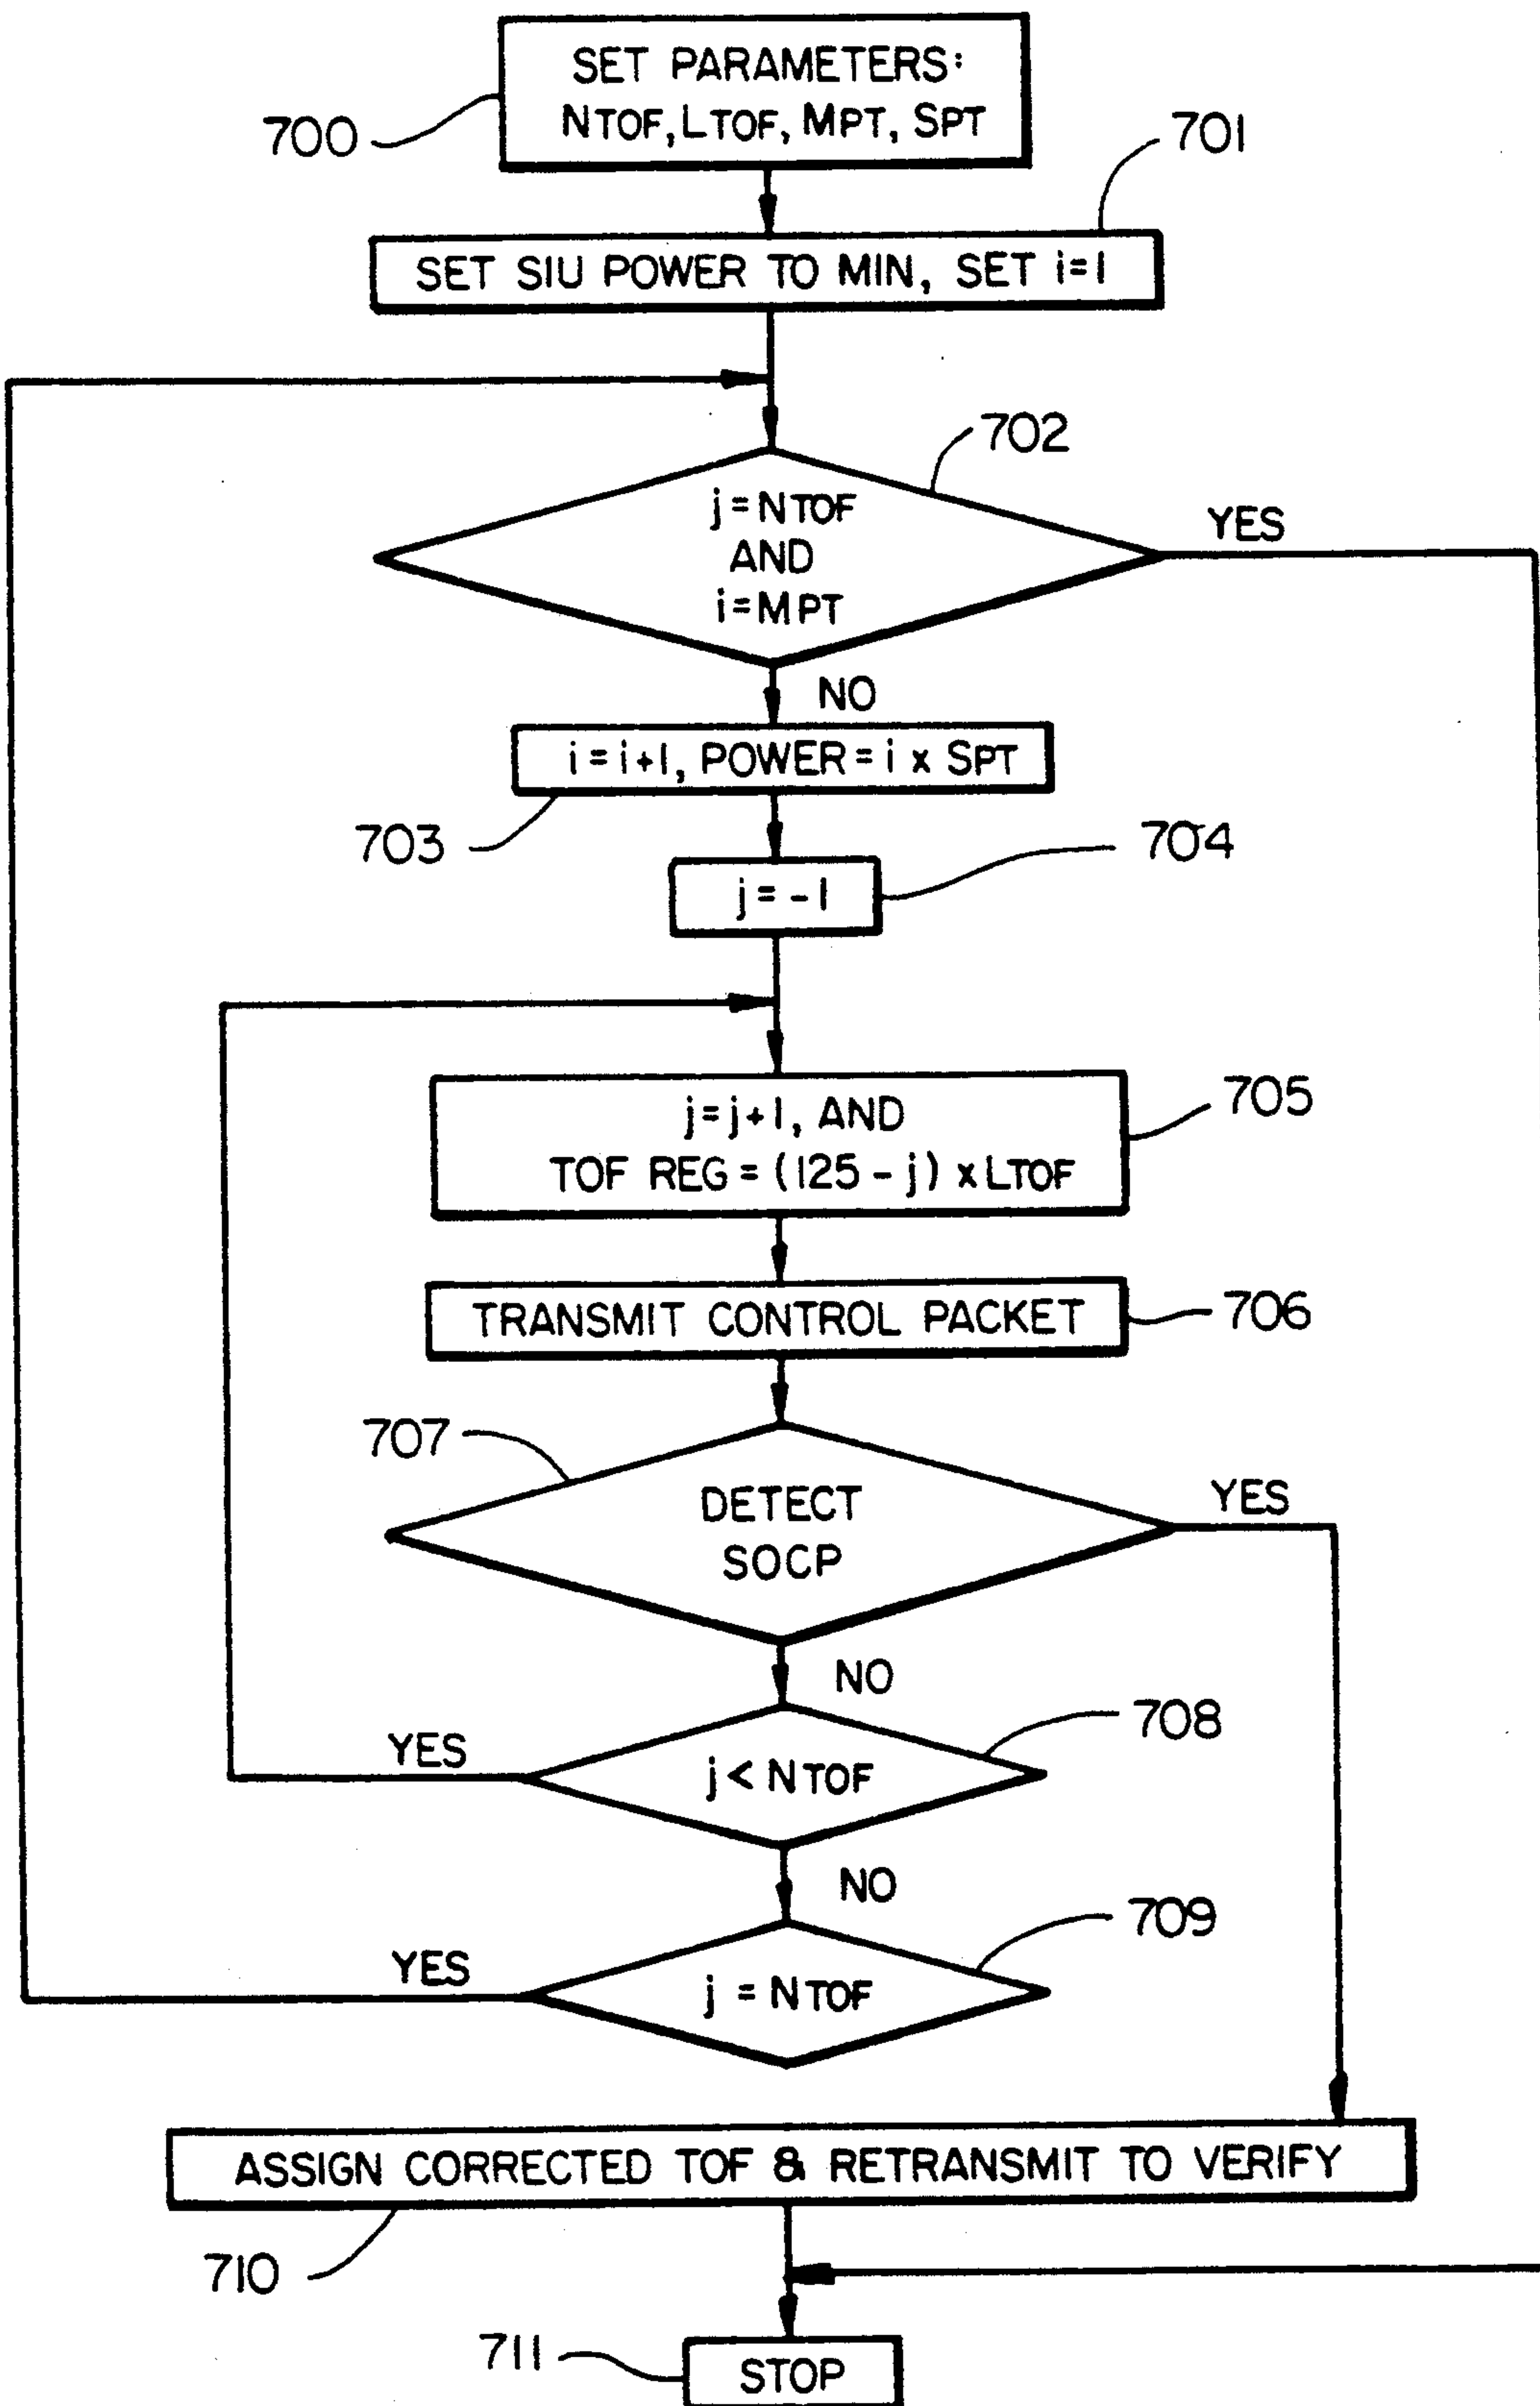 SET PARAMETERS:
NTOF, LTOF, MPT, SPT
700
701
SET SIU POWER TO MIN, SET i=1
702
j=NTOF
AND
i=MPT
YES
NO
i=i+1, POWER=i x SPT
703
704
j=-1
j=j+1, AND
TOF REG=(125-j) x LTOF
705
TRANSMIT CONTROL PACKET
706
707
DETECT
SOCP
YES
NO
708
YES
j< NTOF
NO
709
YES
j = NTOF
ASSIGN CORRECTED TOF & RETRANSMIT TO VERIFY
710
711
STOP